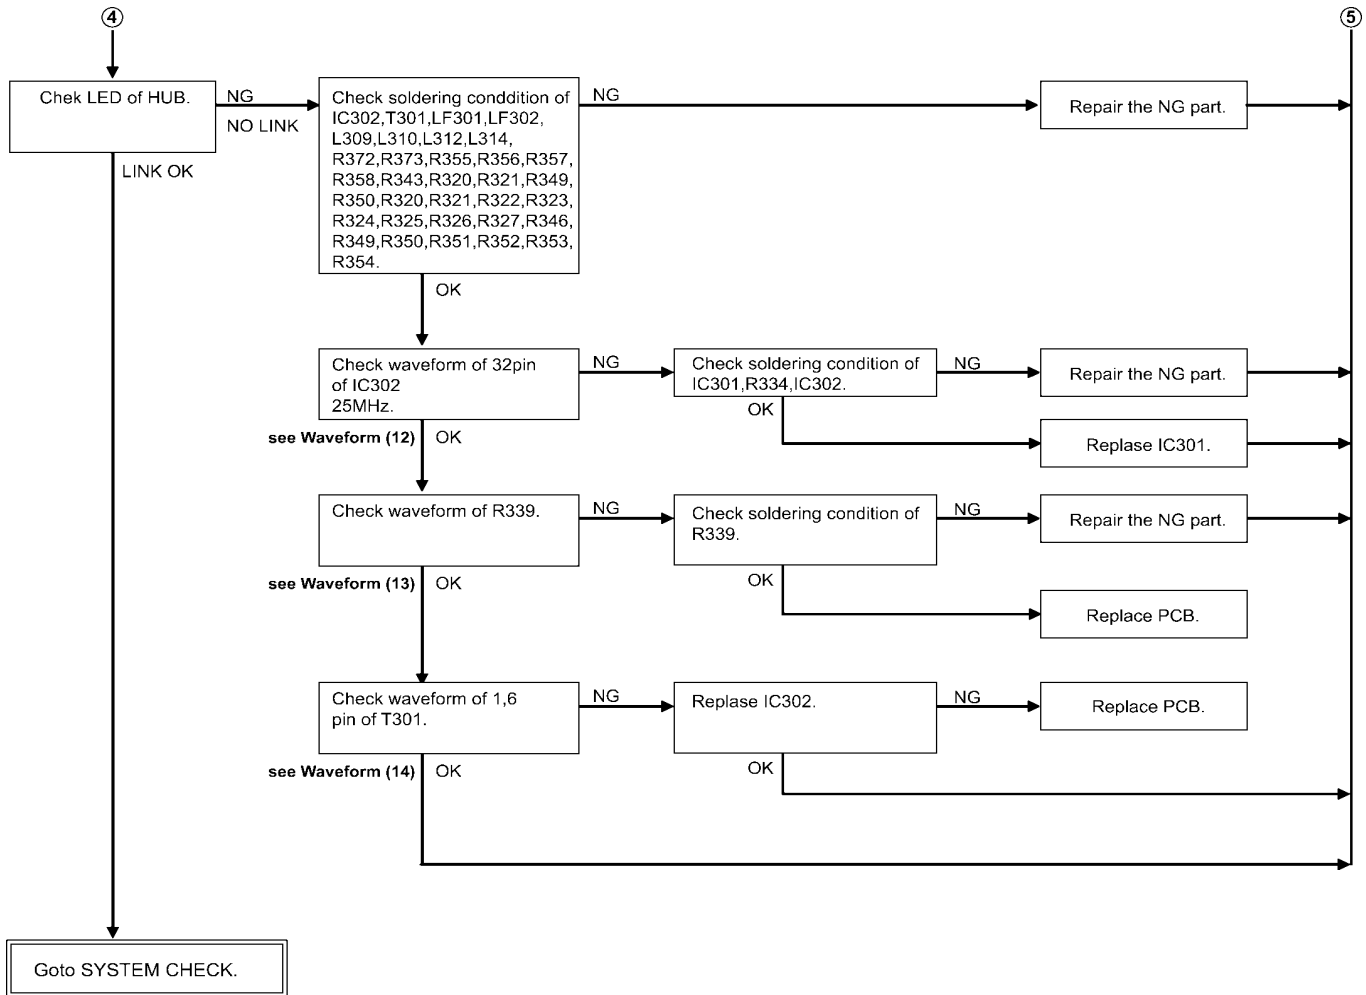 ④
⑤
Chek LED of HUB.
NG
NO LINK
LINK OK
Check soldering conddition of
IC302,T301,LF301,LF302,
L309,L310,L312,L314,
R372,R373,R355,R356,R357,
R358,R343,R320,R321,R349,
R350,R320,R321,R322,R323,
R324,R325,R326,R327,R346,
R349,R350,R351,R352,R353,
R354.
NG
Repair the NG part.
OK
Check waveform of 32pin
of IC302
25MHz.
NG
Check soldering condition of
IC301,R334,IC302.
NG
Repair the NG part.
OK
Replase IC301.
see Waveform (12)
OK
Check waveform of R339.
NG
Check soldering condition of
R339.
NG
Repair the NG part.
OK
Replace PCB.
see Waveform (13)
OK
Check waveform of 1,6
pin of T301.
NG
Replase IC302.
NG
Replace PCB.
OK
see Waveform (14)
OK
Goto SYSTEM CHECK.